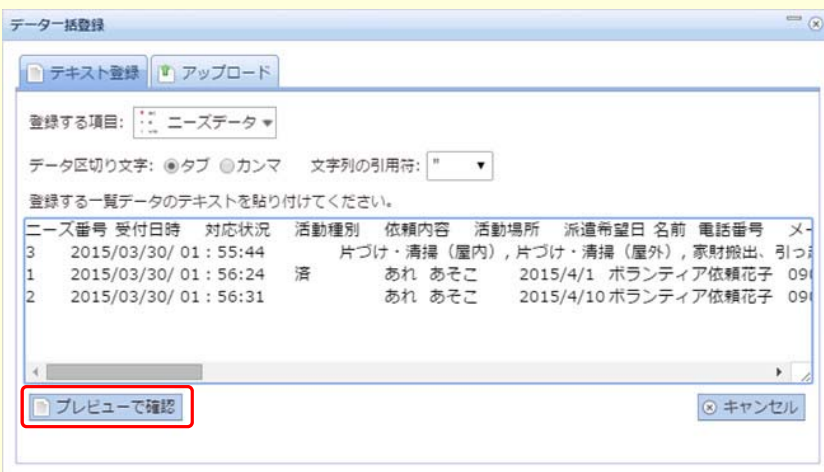 データ一括登録
テキスト登録 アップロード
登録する項目: ニーズデータ
データ区切り文字: タブ カンマ 文字列の引用符: "
登録する一覧データのテキストを貼り付けてください。
ニーズ番号 受付日時 対応状況 活動種別 依頼内容 活動場所 派遣希望日 名前 電話番号 メー
3 2015/03/30/ 01：55:44 片づけ・清掃（屋内）, 片づけ・清掃（屋外）, 家財搬出、引っ
1 2015/03/30/ 01：56:24 済 あれ あそこ 2015/4/1 ボランティア依頼花子 090
2 2015/03/30/ 01：56:31 あれ あそこ 2015/4/10 ボランティア依頼花子 090
プレビューで確認 キャンセル